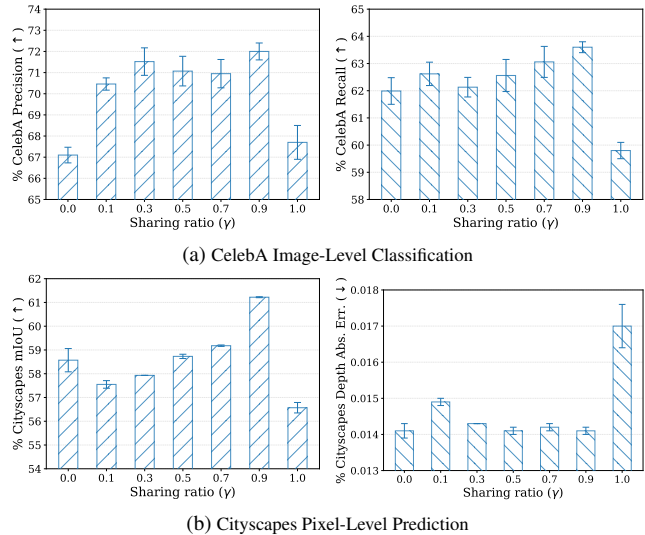 % CelebA Precision (↑)
74
73
72
71
70
69
68
67
66
65
0.0 0.1 0.3 0.5 0.7 0.9 1.0
Sharing ratio (γ)
% CelebA Recall (↑)
65
64
63
62
61
60
59
58
0.0 0.1 0.3 0.5 0.7 0.9 1.0
Sharing ratio (γ)
(a) CelebA Image-Level Classification
% Cityscapes mIoU (↑)
62
61
60
59
58
57
56
55
54
0.0 0.1 0.3 0.5 0.7 0.9 1.0
Sharing ratio (γ)
% Cityscapes Depth Abs. Err. (↓)
0.018
0.017
0.016
0.015
0.014
0.013
0.0 0.1 0.3 0.5 0.7 0.9 1.0
Sharing ratio (γ)
(b) Cityscapes Pixel-Level Prediction